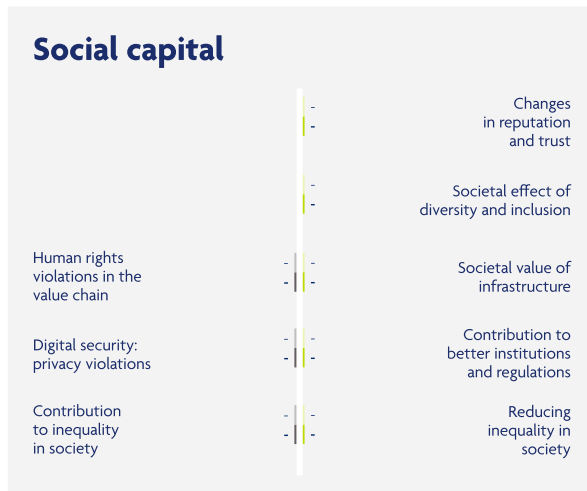 Social capital
-
-
Changes
in reputation
and trust
-
-
Societal effect of
diversity and inclusion
Human rights
violations in the
value chain
- -
- -
Societal value of
infrastructure
Digital security:
privacy violations
- -
- -
Contribution to
better institutions
and regulations
Contribution
to inequality
in society
- -
- -
Reducing
inequality in
society